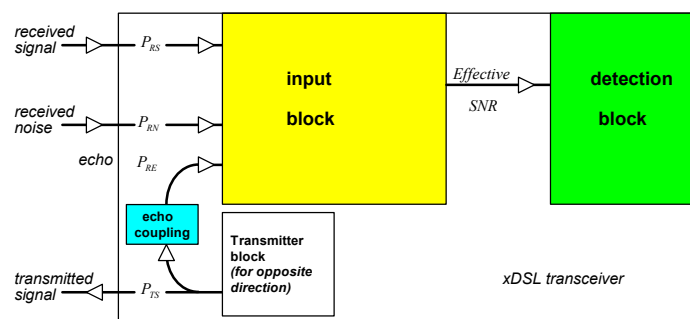 received
signal
P_RS
input
block
Effective
SNR
detection
block
received
noise
P_RN
echo
P_RE
echo
coupling
Transmitter
block
(for opposite
direction)
transmitted
signal
P_TS
xDSL transceiver